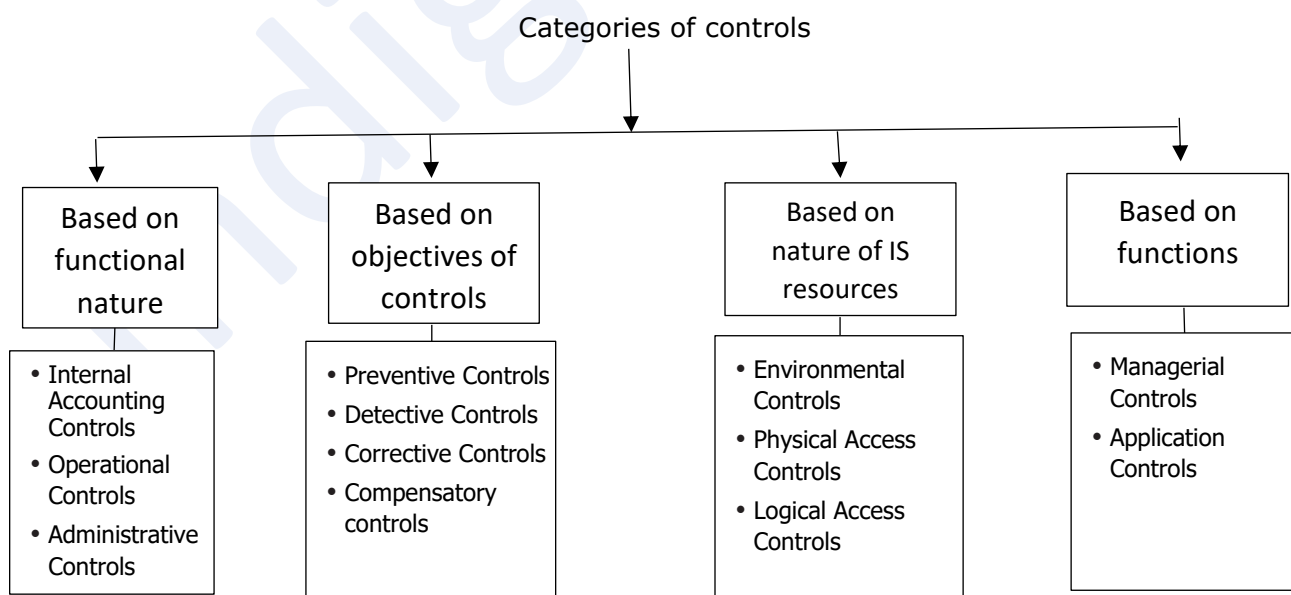 Categories of controls
Based on
functional
nature
• Internal
Accounting
Controls
• Operational
Controls
• Administrative
Controls
Based on
objectives of
controls
• Preventive Controls
• Detective Controls
• Corrective Controls
• Compensatory
controls
Based on
nature of IS
resources
• Environmental
Controls
• Physical Access
Controls
• Logical Access
Controls
Based on
functions
• Managerial
Controls
• Application
Controls